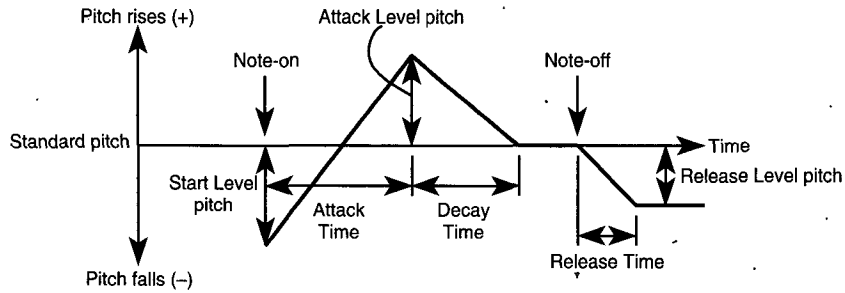 Pitch rises (+)
Attack Level pitch
Note-on
Note-off
Standard pitch
Time
Start Level
pitch
Attack
Time
Decay
Time
Release Level pitch
Release Time
Pitch falls (–)